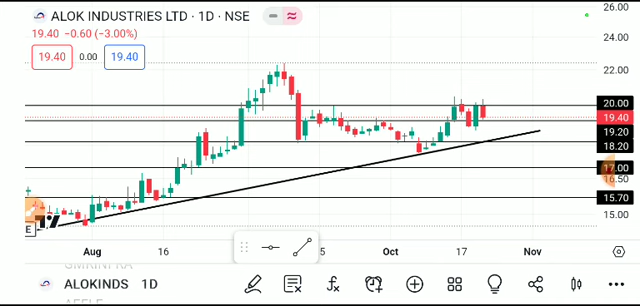 ALOK INDUSTRIES LTD · 1D · NSE
19.40 −0.60 (−3.00%)
19.40 0.00 19.40
26.00
24.00
22.00
20.00
19.40
19.20
18.20
17.00
16.50
15.70
15.00
E
Aug 16 Oct 17 Nov
ALOKINDS 1D